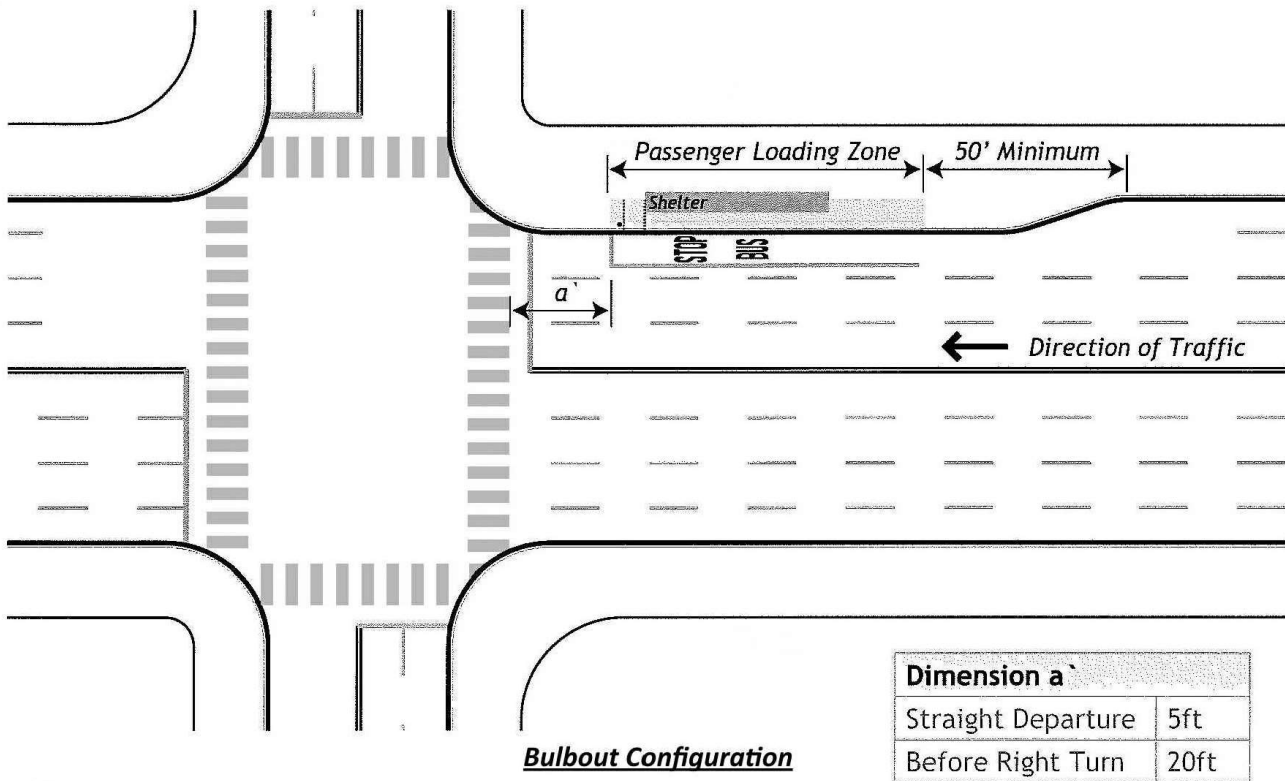 Passenger Loading Zone
50' Minimum
Shelter
STOP
BUS
a`
Direction of Traffic
Dimension a`
Straight Departure 5ft
Before Right Turn 20ft
Bulbout Configuration